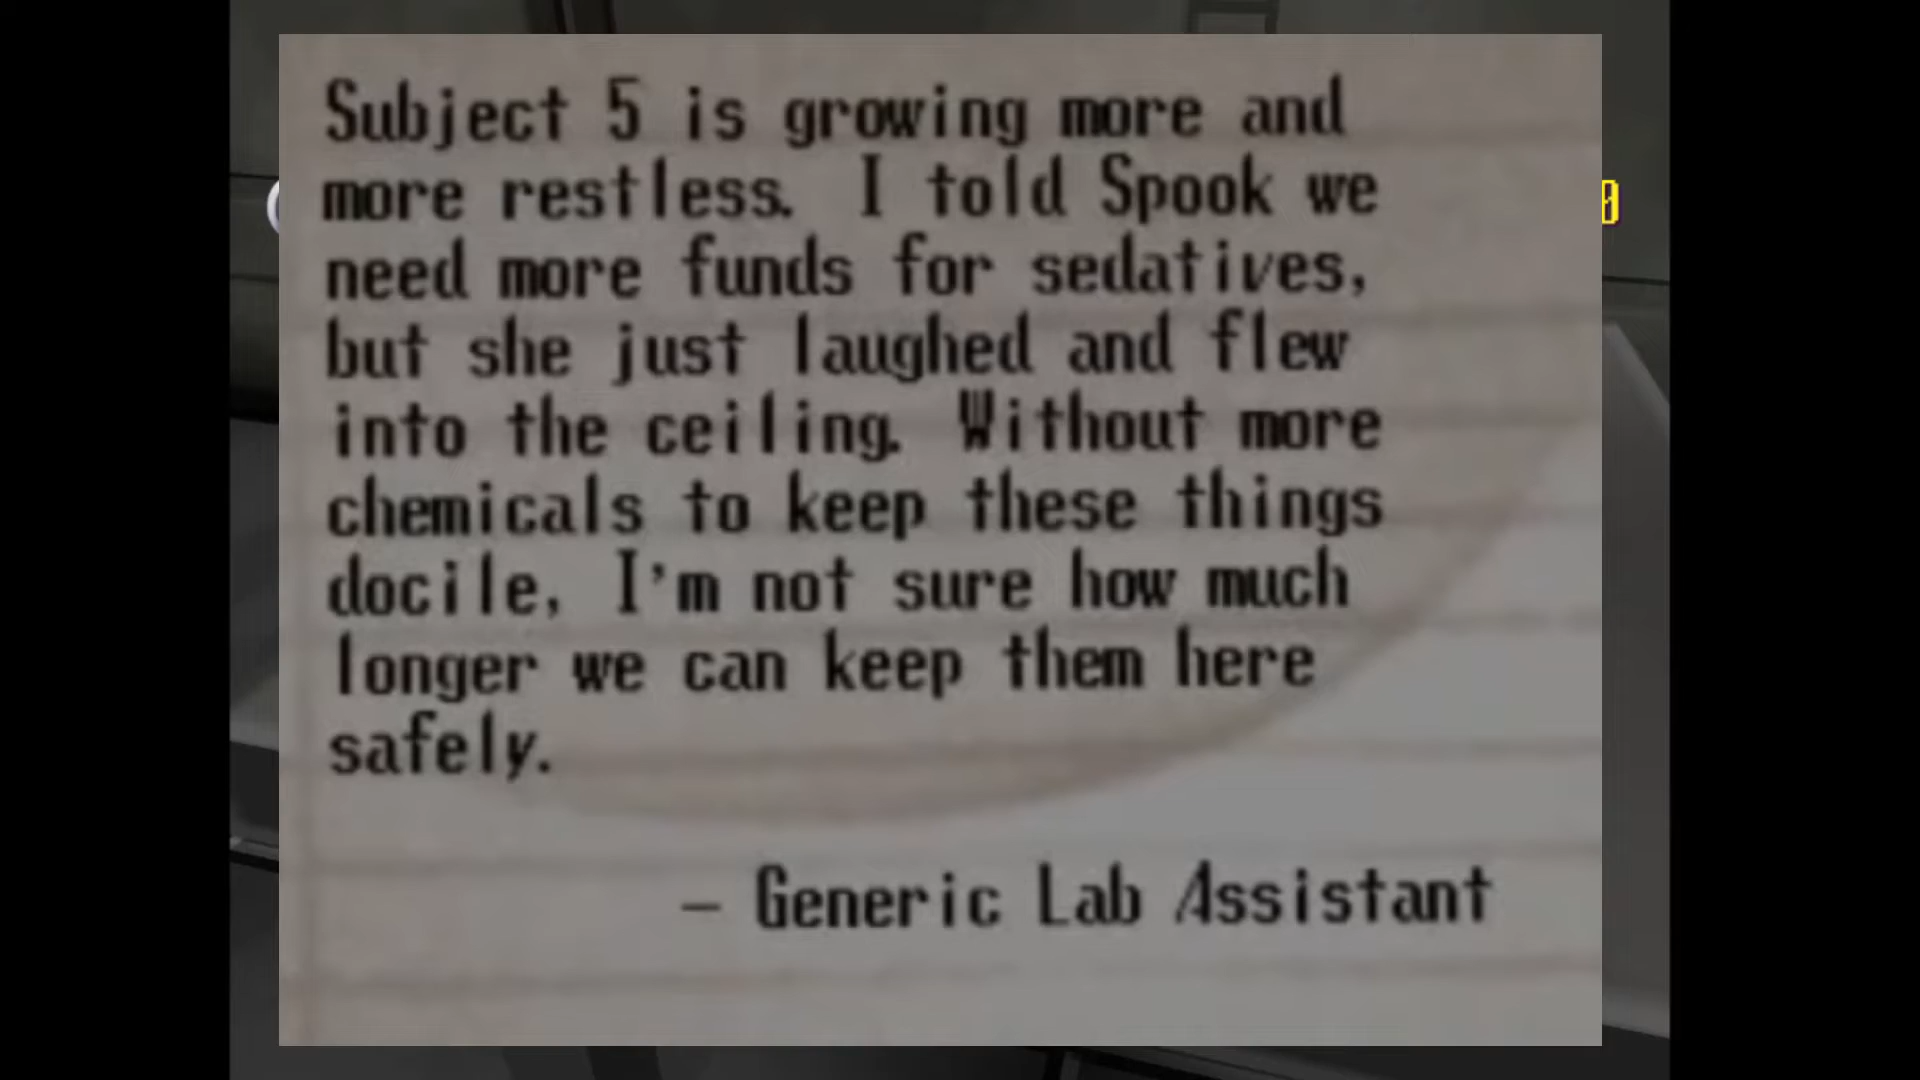 Subject 5 is growing more and
more restless. I told Spook we
need more funds for sedatives,
but she just laughed and flew
into the ceiling. Without more
chemicals to keep these things
docile, I'm not sure how much
longer we can keep them here
safely.
- Generic Lab Assistant